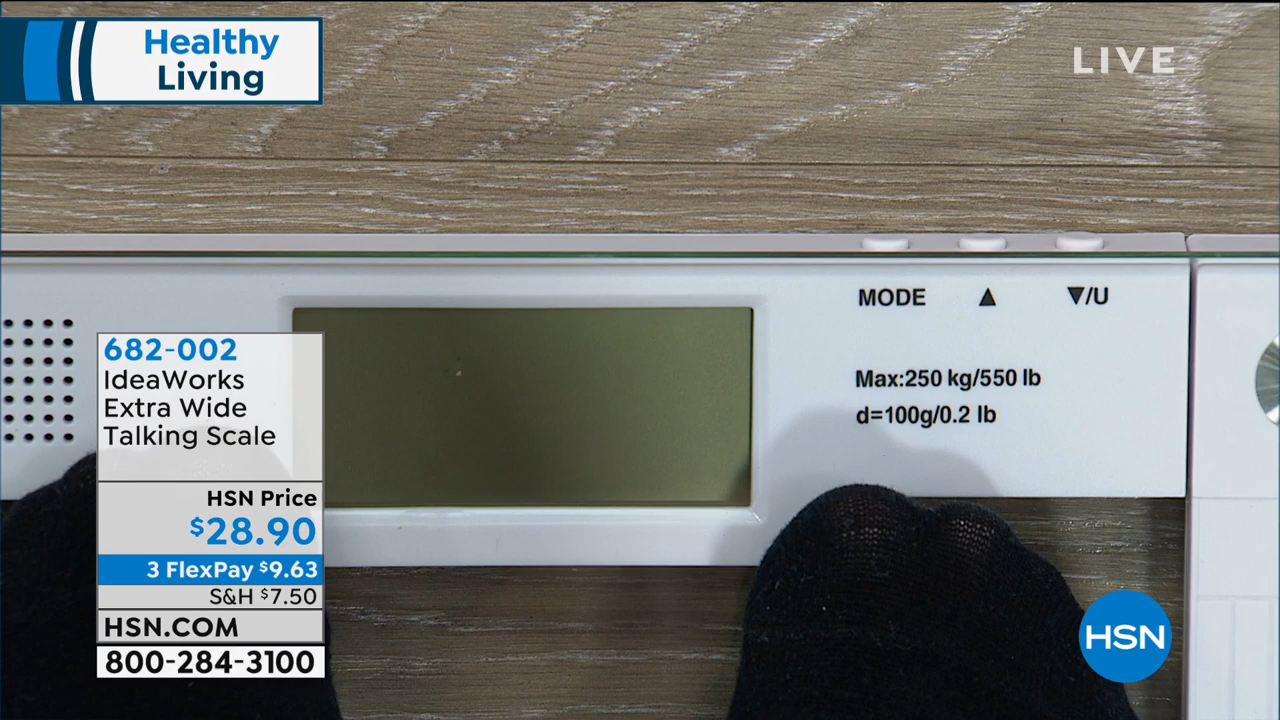 Healthy
Living
LIVE
MODE ▲ ▼/U
Max:250 kg/550 lb
d=100g/0.2 lb
682-002
IdeaWorks
Extra Wide
Talking Scale
HSN Price
$28.90
3 FlexPay $9.63
S&H $7.50
HSN.COM
800-284-3100
HSN